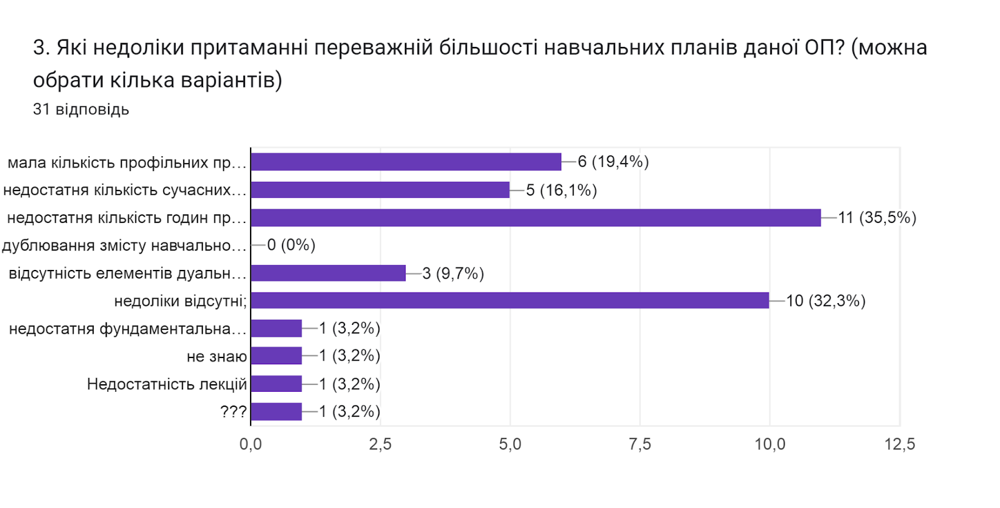 3. Які недоліки притаманні переважній більшості навчальних планів даної ОП? (можна
обрати кілька варіантів)
31 відповідь
мала кількість профільних пр… 6 (19,4%)
недостатня кількість сучасних… 5 (16,1%)
недостатня кількість годин пр… 11 (35,5%)
дублювання змісту навчально… 0 (0%)
відсутність елементів дуальн… 3 (9,7%)
недоліки відсутні; 10 (32,3%)
недостатня фундаментальна… 1 (3,2%)
не знаю 1 (3,2%)
Недостатність лекцій 1 (3,2%)
??? 1 (3,2%)
0,0 2,5 5,0 7,5 10,0 12,5